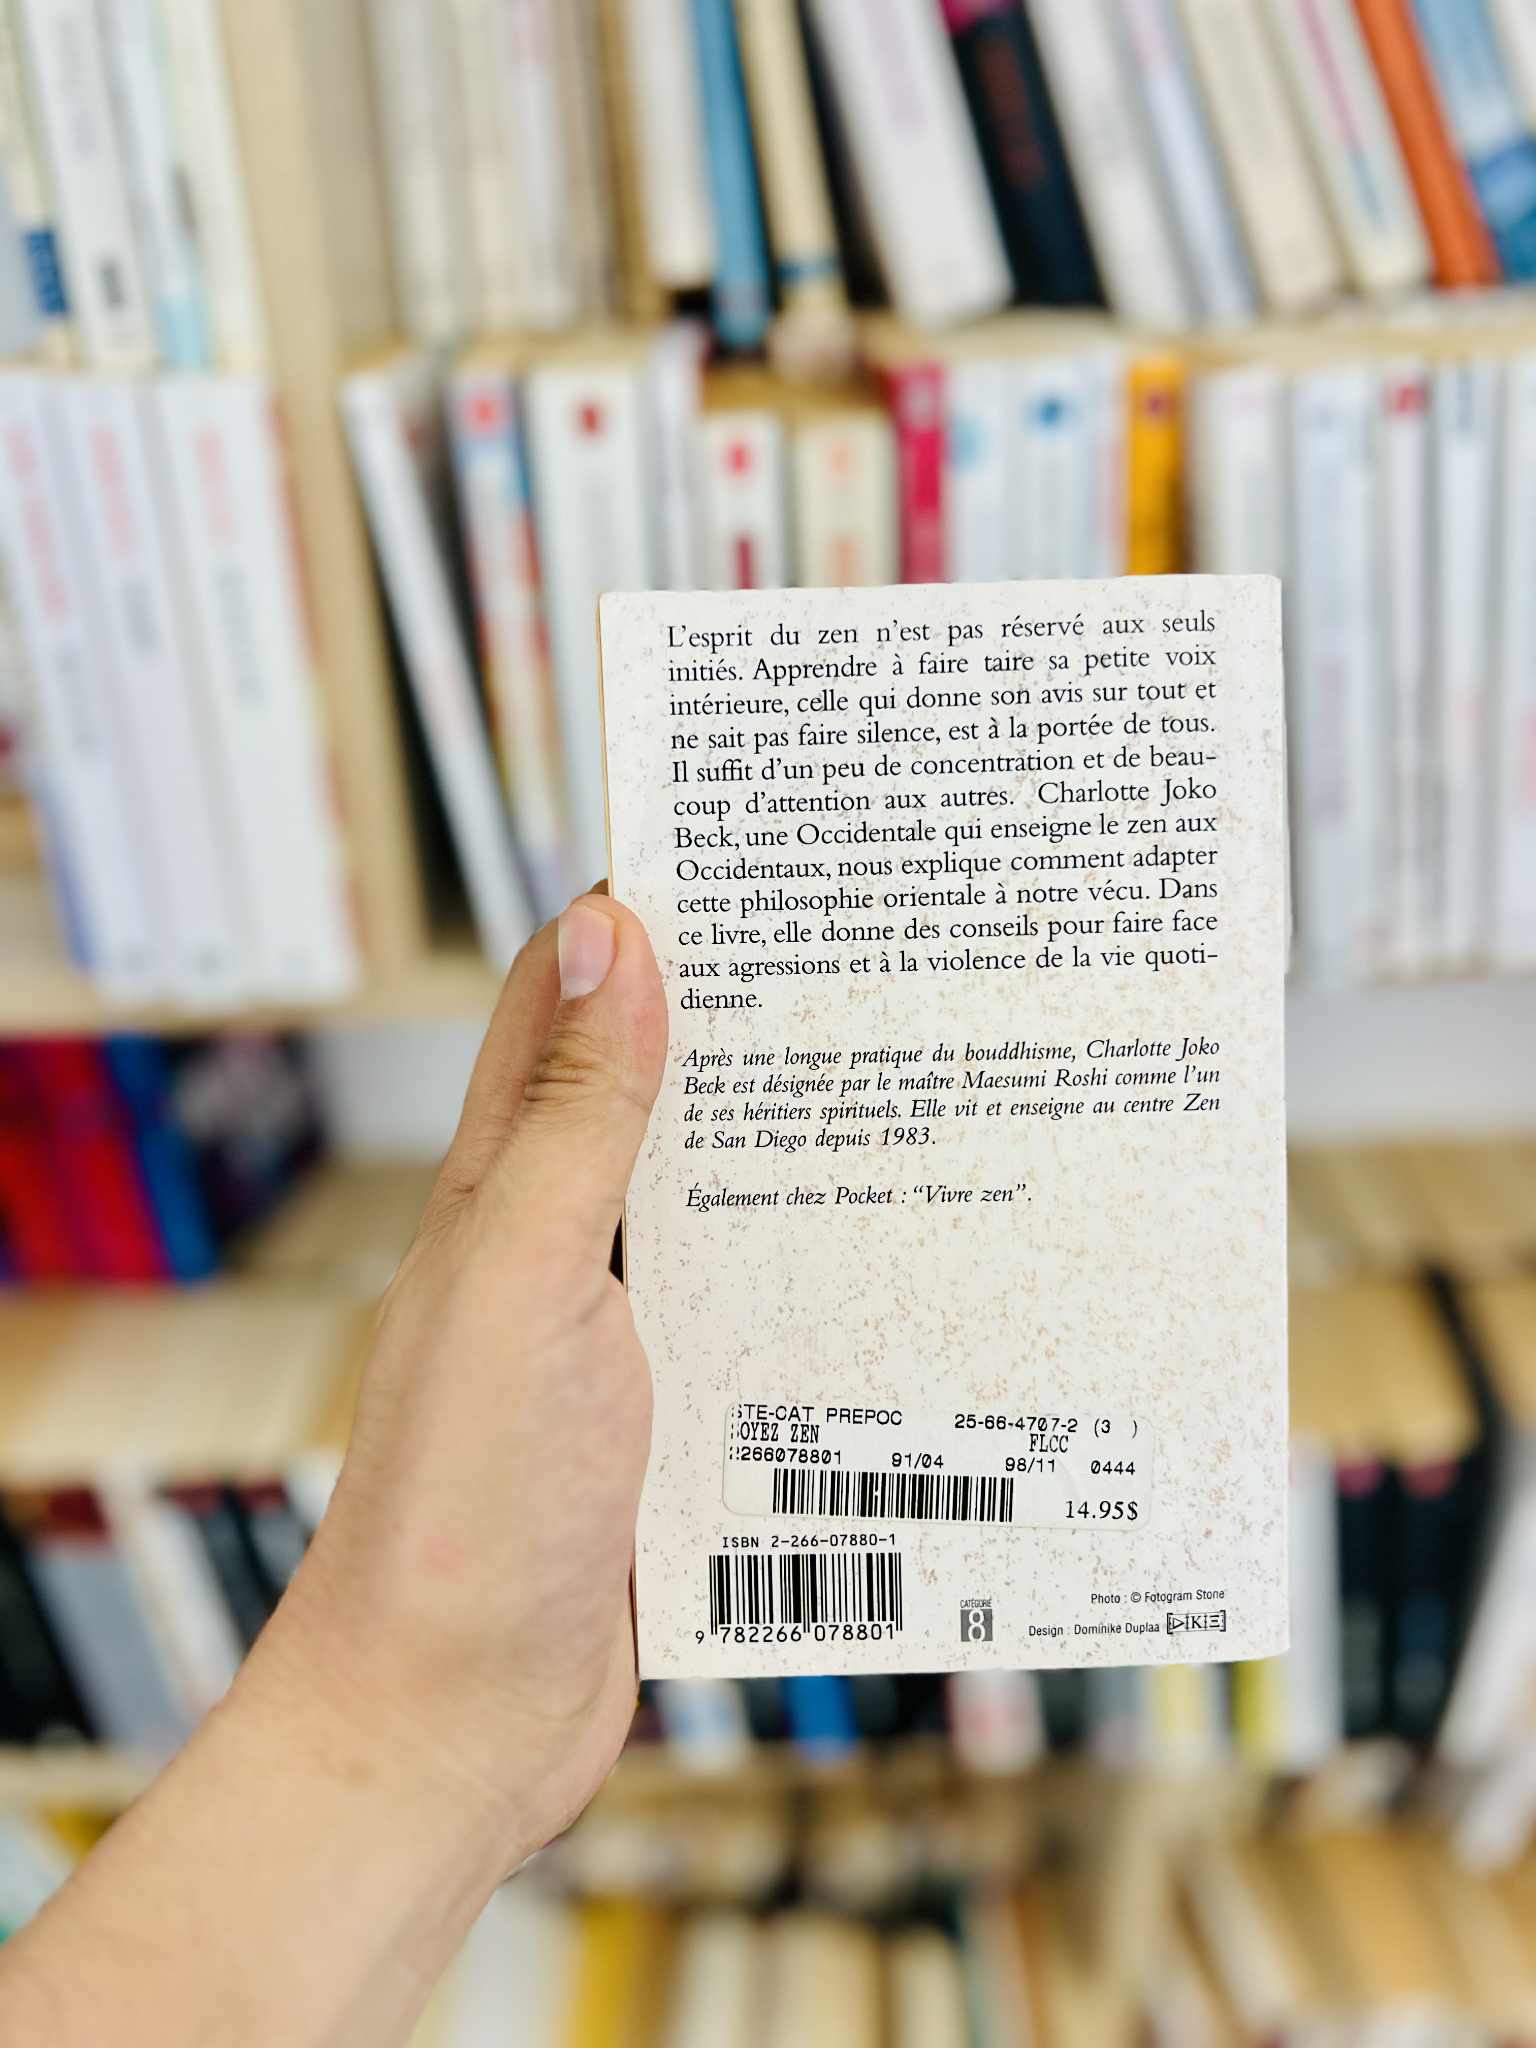 L'esprit du zen n'est pas réservé aux seuls
initiés. Apprendre à faire taire sa petite voix
intérieure, celle qui donne son avis sur tout et
ne sait pas faire silence, est à la portée de tous.
Il suffit d'un peu de concentration et de beau-
coup d'attention aux autres. Charlotte Joko
Beck, une Occidentale qui enseigne le zen aux
Occidentaux, nous explique comment adapter
cette philosophie orientale à notre vécu. Dans
ce livre, elle donne des conseils pour faire face
aux agressions et à la violence de la vie quoti-
dienne.
Après une longue pratique du bouddhisme, Charlotte Joko
Beck est désignée par le maître Maesumi Roshi comme l'un
de ses héritiers spirituels. Elle vit et enseigne au centre Zen
de San Diego depuis 1983.
Également chez Pocket : “Vivre zen”.
STE-CAT PREPOC 25-66-4707-2 (3 )
SOYEZ ZEN FLCC
2266078801 91/04 98/11 0444
14.95$
ISBN 2-266-07880-1
9 782266 078801
CATÉGORIE
8
Photo : © Fotogram Stone
Design : Dominike Duplaa